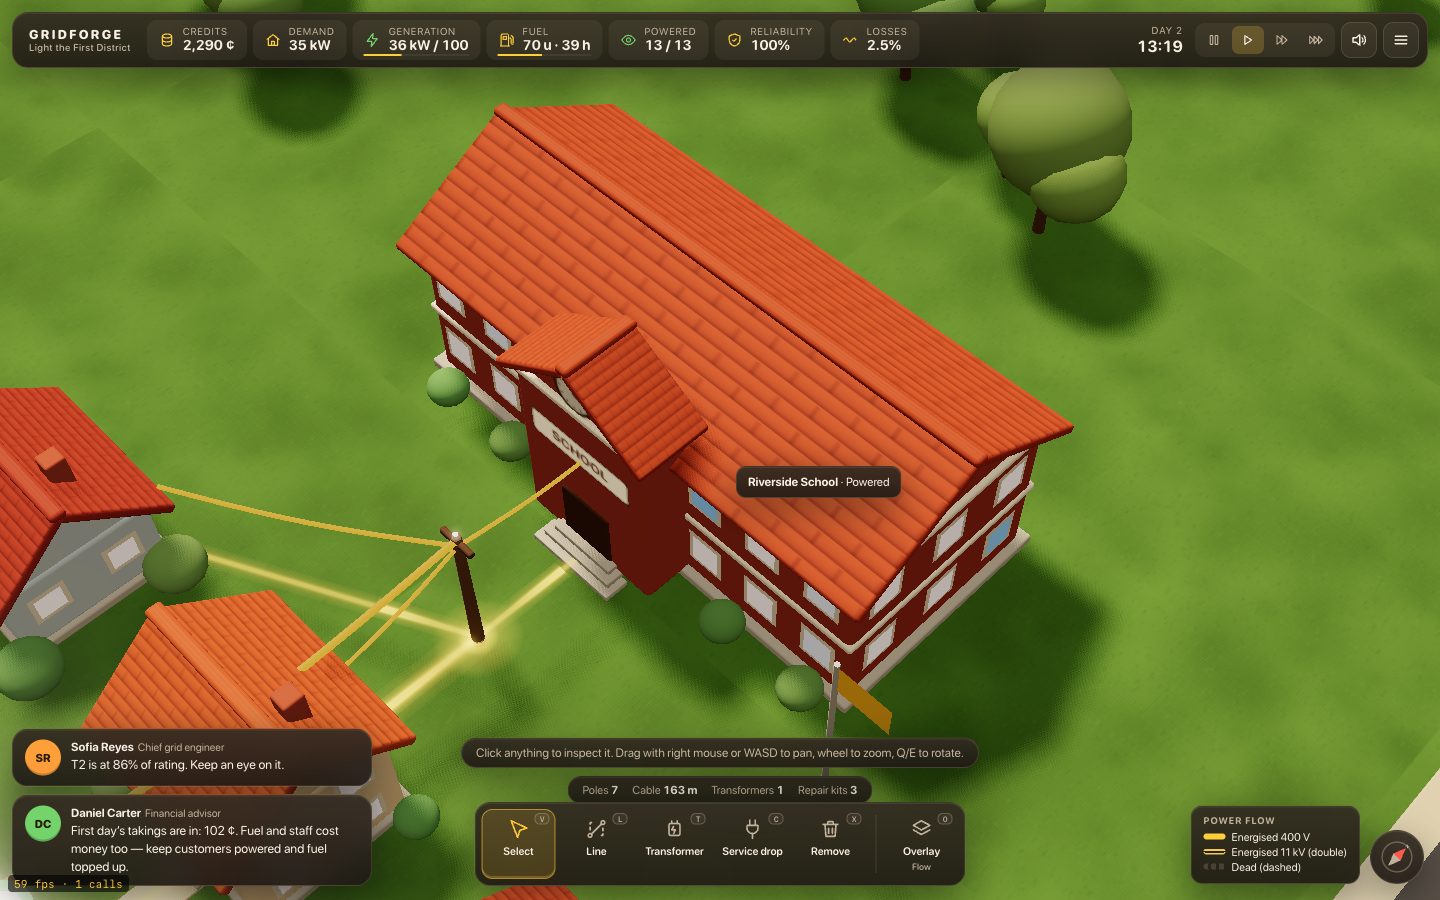 GRIDFORGE
Light the First District
CREDITS
2,290 ¢
DEMAND
35 kW
GENERATION
36 kW / 100
FUEL
70 u · 39 h
POWERED
13 / 13
RELIABILITY
100%
LOSSES
2.5%
DAY 2
13:19
SCHOOL
Riverside School · Powered
SR
Sofia Reyes Chief grid engineer
T2 is at 86% of rating. Keep an eye on it.
DC
Daniel Carter Financial advisor
First day's takings are in: 102 ¢. Fuel and staff cost
money too — keep customers powered and fuel
topped up.
59 fps · 1 calls
Click anything to inspect it. Drag with right mouse or WASD to pan, wheel to zoom, Q/E to rotate.
Poles 7 Cable 163 m Transformers 1 Repair kits 3
V
Select
L
Line
T
Transformer
C
Service drop
X
Remove
O
Overlay
Flow
POWER FLOW
Energised 400 V
Energised 11 kV (double)
Dead (dashed)